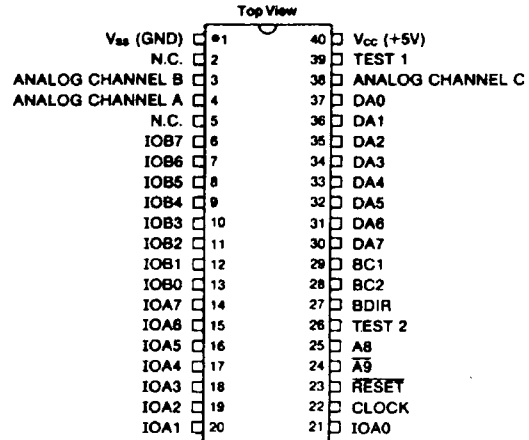 Top View
Vss (GND) 1 40 Vcc (+5V)
N.C. 2 39 TEST 1
ANALOG CHANNEL B 3 38 ANALOG CHANNEL C
ANALOG CHANNEL A 4 37 DA0
N.C. 5 36 DA1
IOB7 6 35 DA2
IOB6 7 34 DA3
IOB5 8 33 DA4
IOB4 9 32 DA5
IOB3 10 31 DA6
IOB2 11 30 DA7
IOB1 12 29 BC1
IOB0 13 28 BC2
IOA7 14 27 BDIR
IOA6 15 26 TEST 2
IOA5 16 25 A8
IOA4 17 24 A̅9̅
IOA3 18 23 R̅E̅S̅E̅T̅
IOA2 19 22 CLOCK
IOA1 20 21 IOA0